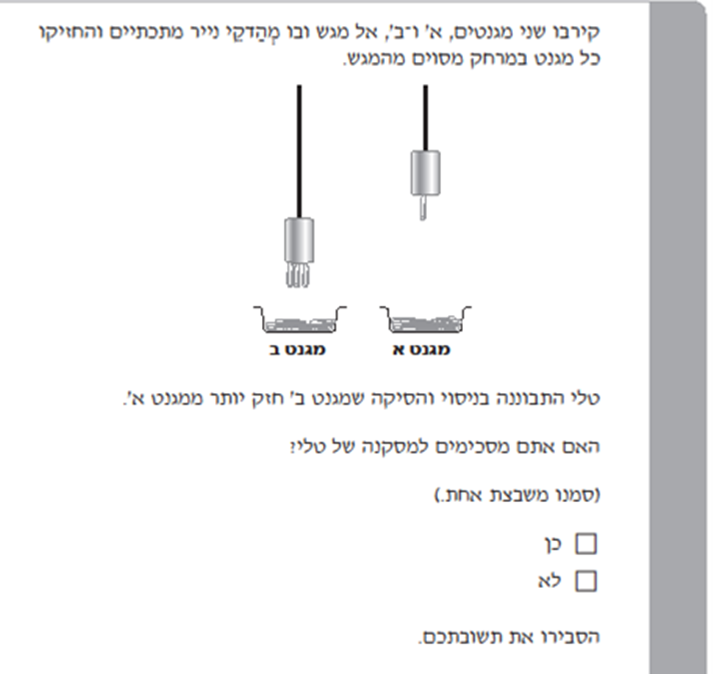 קירבו שני מגנטים, א' ו־ב', אל מגש ובו מְהַדקֵי נייר מתכתיים והחזיקו
כל מגנט במרחק מסוים מהמגש.
מגנט א
מגנט ב
טלי התבוננה בניסוי והסיקה שמגנט ב' חזק יותר ממגנט א'.
האם אתם מסכימים למסקנה של טלי?
(סמנו משבצת אחת.)
כן
לא
הסבירו את תשובתכם.